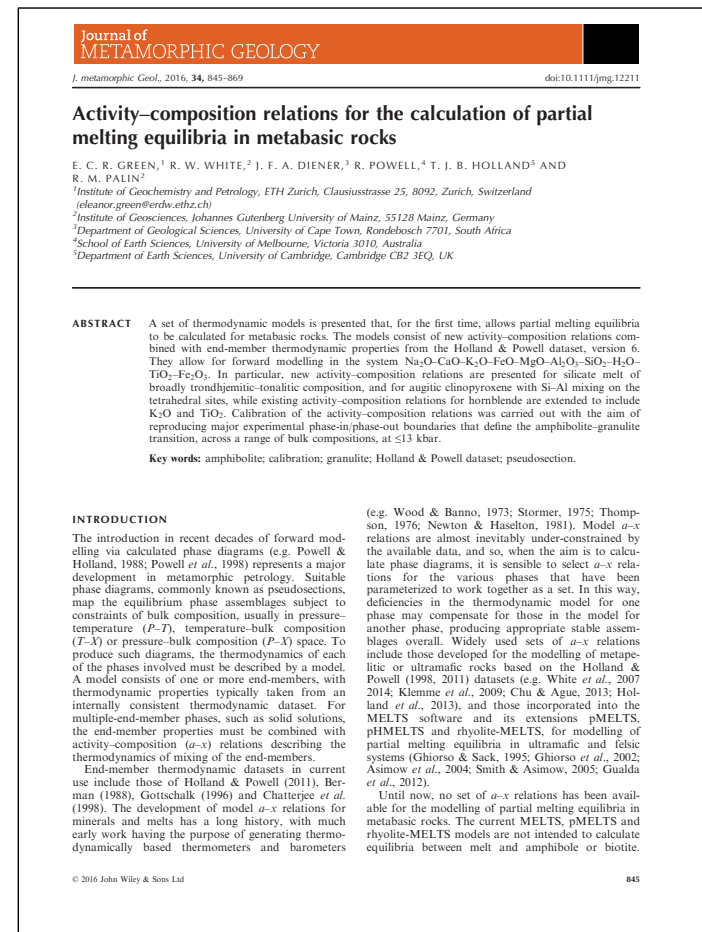 Journal of
METAMORPHIC GEOLOGY
J. metamorphic Geol., 2016, 34, 845–869
doi:10.1111/jmg.12211
Activity–composition relations for the calculation of partial
melting equilibria in metabasic rocks
E. C. R. GREEN,¹ R. W. WHITE,² J. F. A. DIENER,³ R. POWELL,⁴ T. J. B. HOLLAND⁵ AND
R. M. PALIN²
¹Institute of Geochemistry and Petrology, ETH Zurich, Clausiusstrasse 25, 8092, Zurich, Switzerland
(eleanor.green@erdw.ethz.ch)
²Institute of Geosciences, Johannes Gutenberg University of Mainz, 55128 Mainz, Germany
³Department of Geological Sciences, University of Cape Town, Rondebosch 7701, South Africa
⁴School of Earth Sciences, University of Melbourne, Victoria 3010, Australia
⁵Department of Earth Sciences, University of Cambridge, Cambridge CB2 3EQ, UK
ABSTRACT
A set of thermodynamic models is presented that, for the first time, allows partial melting equilibria
to be calculated for metabasic rocks. The models consist of new activity–composition relations com-
bined with end-member thermodynamic properties from the Holland & Powell dataset, version 6.
They allow for forward modelling in the system Na₂O–CaO–K₂O–FeO–MgO–Al₂O₃–SiO₂–H₂O–
TiO₂–Fe₂O₃. In particular, new activity–composition relations are presented for silicate melt of
broadly trondhjemitic–tonalitic composition, and for augitic clinopyroxene with Si–Al mixing on the
tetrahedral sites, while existing activity–composition relations for hornblende are extended to include
K₂O and TiO₂. Calibration of the activity–composition relations was carried out with the aim of
reproducing major experimental phase-in/phase-out boundaries that define the amphibolite–granulite
transition, across a range of bulk compositions, at ≤13 kbar.
Key words: amphibolite; calibration; granulite; Holland & Powell dataset; pseudosection.
INTRODUCTION
The introduction in recent decades of forward mod-
elling via calculated phase diagrams (e.g. Powell &
Holland, 1988; Powell et al., 1998) represents a major
development in metamorphic petrology. Suitable
phase diagrams, commonly known as pseudosections,
map the equilibrium phase assemblages subject to
constraints of bulk composition, usually in pressure–
temperature (P–T), temperature–bulk composition
(T–X) or pressure–bulk composition (P–X) space. To
produce such diagrams, the thermodynamics of each
of the phases involved must be described by a model.
A model consists of one or more end-members, with
thermodynamic properties typically taken from an
internally consistent thermodynamic dataset. For
multiple-end-member phases, such as solid solutions,
the end-member properties must be combined with
activity–composition (a–x) relations describing the
thermodynamics of mixing of the end-members.
End-member thermodynamic datasets in current
use include those of Holland & Powell (2011), Ber-
man (1988), Gottschalk (1996) and Chatterjee et al.
(1998). The development of model a–x relations for
minerals and melts has a long history, with much
early work having the purpose of generating thermo-
dynamically based thermometers and barometers
(e.g. Wood & Banno, 1973; Stormer, 1975; Thomp-
son, 1976; Newton & Haselton, 1981). Model a–x
relations are almost inevitably under-constrained by
the available data, and so, when the aim is to calcu-
late phase diagrams, it is sensible to select a–x rela-
tions for the various phases that have been
parameterized to work together as a set. In this way,
deficiencies in the thermodynamic model for one
phase may compensate for those in the model for
another phase, producing appropriate stable assem-
blages overall. Widely used sets of a–x relations
include those developed for the modelling of metape-
litic or ultramafic rocks based on the Holland &
Powell (1998, 2011) datasets (e.g. White et al., 2007
2014; Klemme et al., 2009; Chu & Ague, 2013; Hol-
land et al., 2013), and those incorporated into the
MELTS software and its extensions pMELTS,
pHMELTS and rhyolite-MELTS, for modelling of
partial melting equilibria in ultramafic and felsic
systems (Ghiorso & Sack, 1995; Ghiorso et al., 2002;
Asimow et al., 2004; Smith & Asimow, 2005; Gualda
et al., 2012).
Until now, no set of a–x relations has been avail-
able for the modelling of partial melting equilibria in
metabasic rocks. The current MELTS, pMELTS and
rhyolite-MELTS models are not intended to calculate
equilibria between melt and amphibole or biotite.
© 2016 John Wiley & Sons Ltd
845